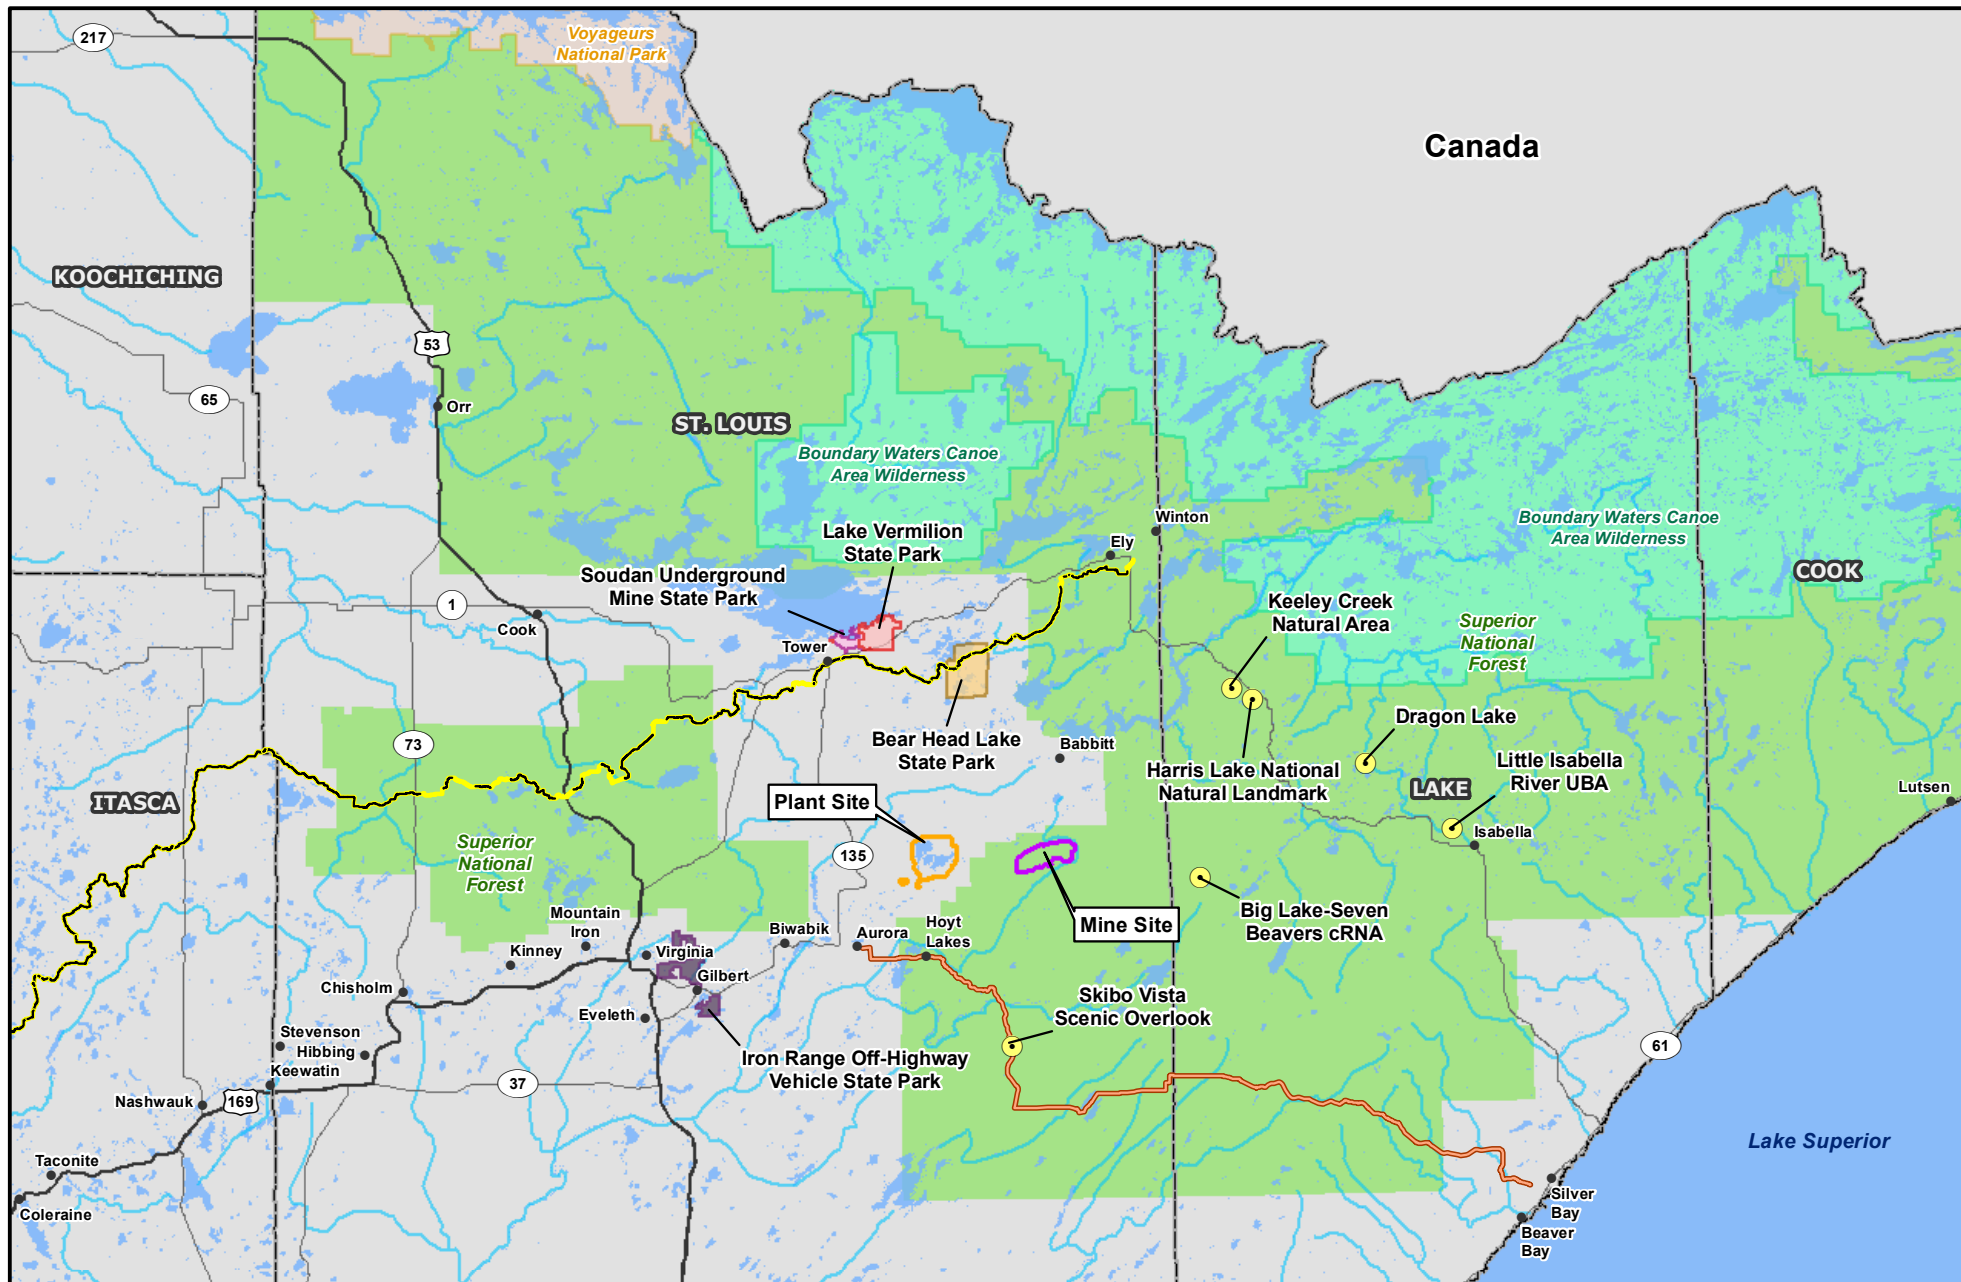 217
Voyageurs
National Park
Canada
KOOCHICHING
53
65
Orr
ST. LOUIS
Boundary Waters Canoe
Area Wilderness
Winton
Boundary Waters Canoe
Area Wilderness
Lake Vermilion
State Park
Ely
COOK
Soudan Underground
Mine State Park
1
Cook
Keeley Creek
Natural Area
Superior
National
Forest
Tower
Dragon Lake
73
Bear Head Lake
State Park
Babbitt
Harris Lake National
Natural Landmark
Little Isabella
River UBA
LAKE
Lutsen
ITASCA
Plant Site
Isabella
Superior
National
Forest
135
Mine Site
Big Lake-Seven
Beavers cRNA
Mountain
Iron
Kinney
Virginia
Biwabik
Aurora
Hoyt
Lakes
Gilbert
Chisholm
Eveleth
Skibo Vista
Scenic Overlook
Stevenson
Hibbing
Keewatin
Iron Range Off-Highway
Vehicle State Park
61
37
Nashwauk
169
Lake Superior
Taconite
Coleraine
Silver
Bay
Beaver
Bay